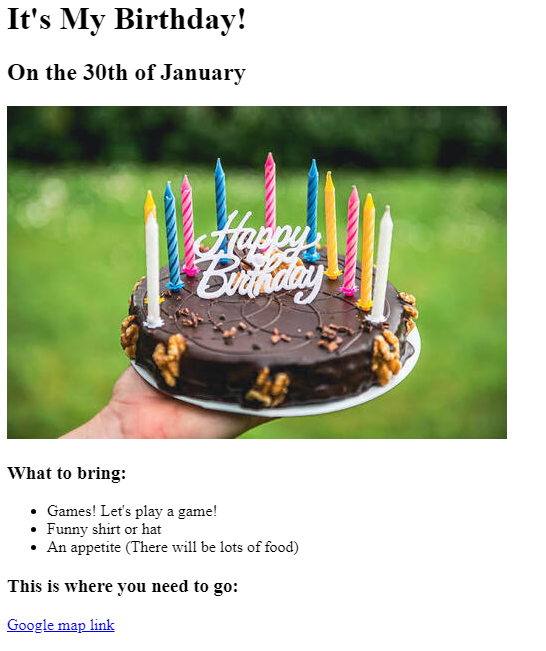 It's My Birthday!
On the 30th of January
Happy
Birthday
What to bring:
Games! Let's play a game!
Funny shirt or hat
An appetite (There will be lots of food)
This is where you need to go:
Google map link